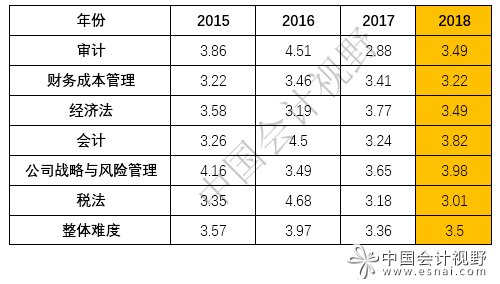 年份 2015 2016 2017 2018
审计 3.86 4.51 2.88 3.49
财务成本管理 3.22 3.46 3.41 3.22
经济法 3.58 3.19 3.77 3.49
会计 3.26 4.5 3.24 3.82
公司战略与风险管理 4.16 3.49 3.65 3.98
税法 3.35 4.68 3.18 3.01
整体难度 3.57 3.97 3.36 3.5
中国会计视野
中国会计视野
www.esnai.com